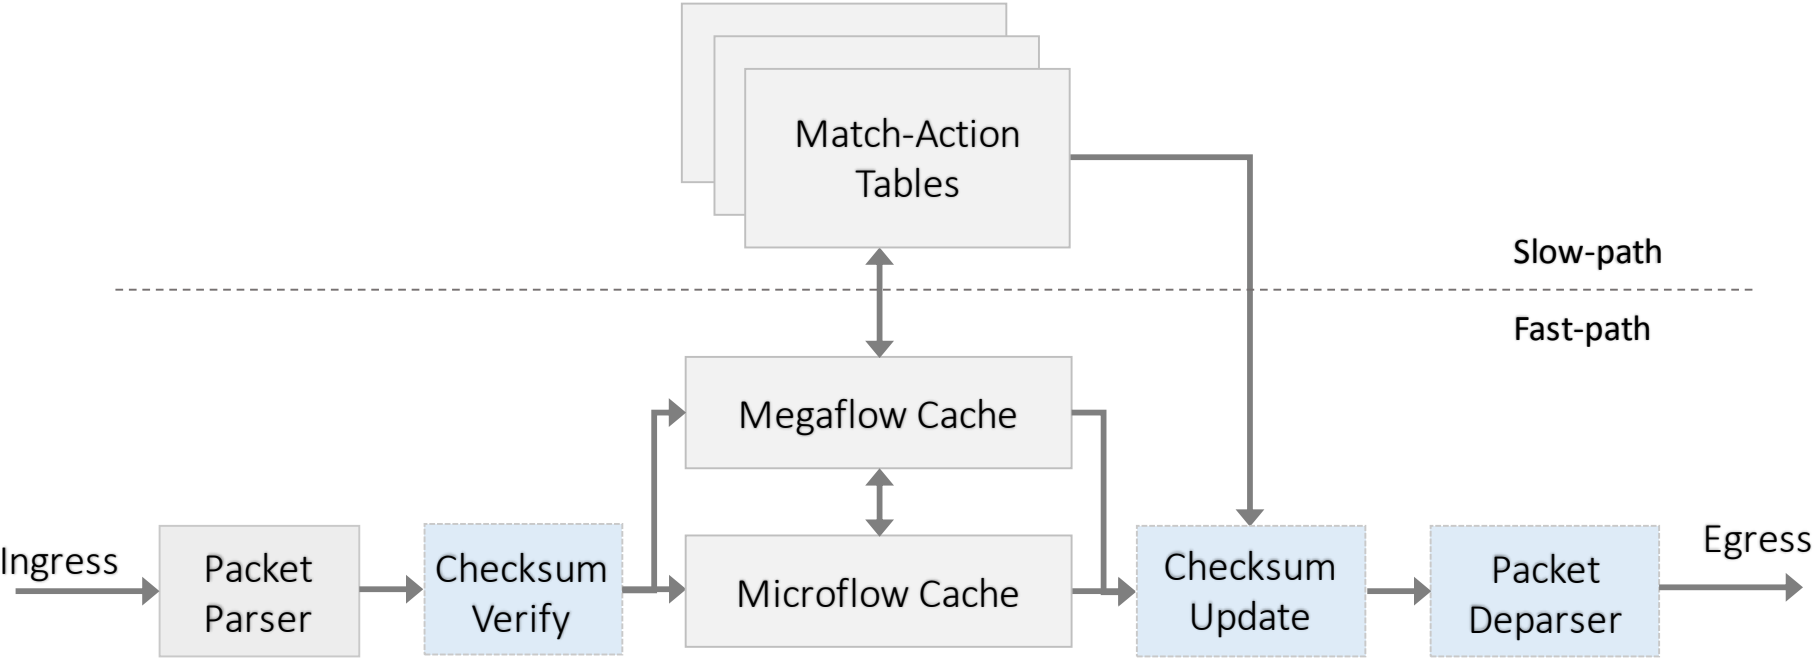 Match-Action
Tables
Slow-path
Fast-path
Megaflow Cache
Ingress
Packet
Parser
Checksum
Verify
Microflow Cache
Checksum
Update
Packet
Deparser
Egress